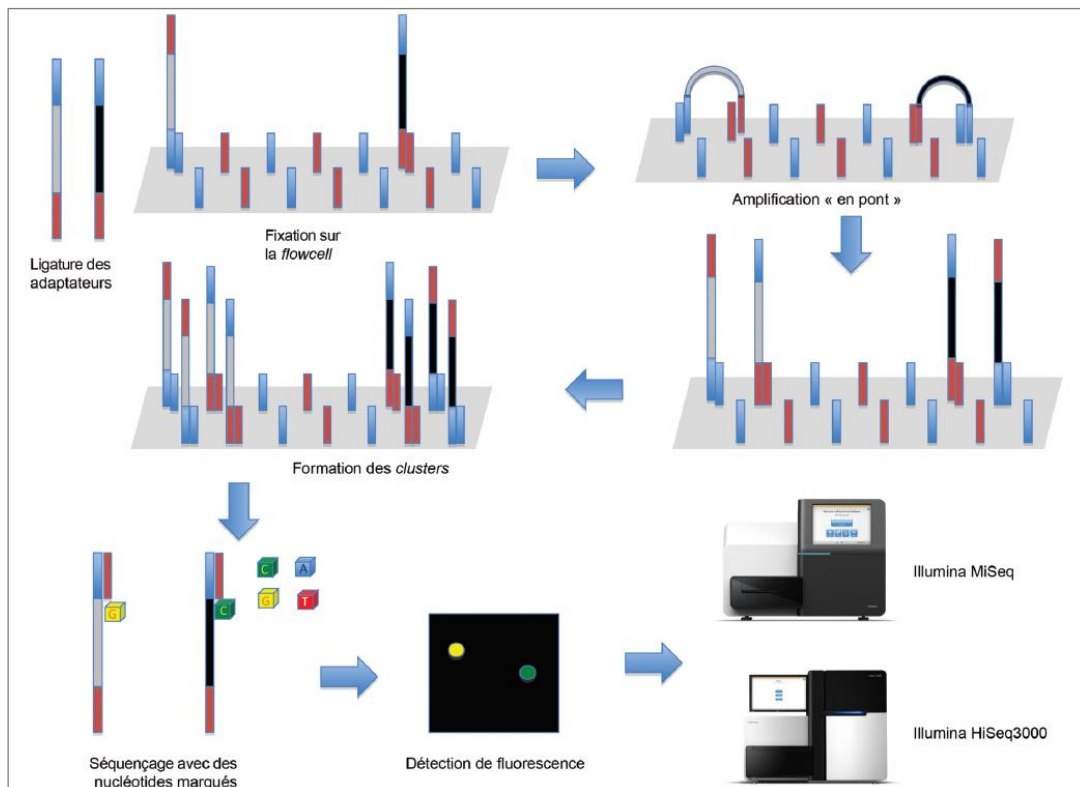 Ligature des
adaptateurs
Fixation sur
la flowcell
Amplification « en pont »
Formation des clusters
G
C
C
A
G
T
Séquençage avec des
nucléotides marqués
Détection de fluorescence
Illumina MiSeq
Illumina HiSeq3000